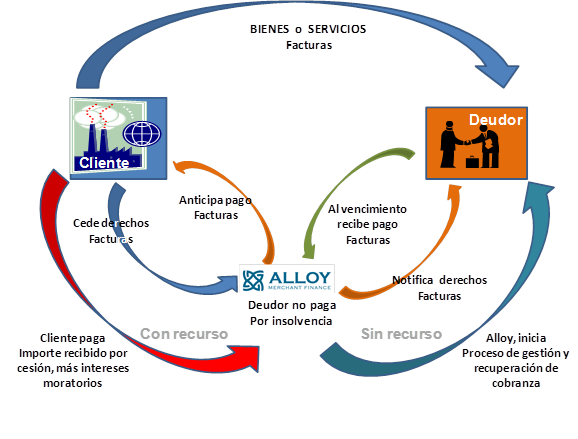 BIENES o SERVICIOS
Facturas
Deudor
Cliente
Anticipa pago
Facturas
Al vencimiento
recibe pago
Facturas
Cede derechos
Facturas
ALLOY
MERCHANT FINANCE
Notifica derechos
Facturas
Deudor no paga
Por insolvencia
Con recurso
Sin recurso
Cliente paga
Importe recibido por
cesión, más intereses
moratorios
Alloy, inicia
Proceso de gestión y
recuperación de
cobranza